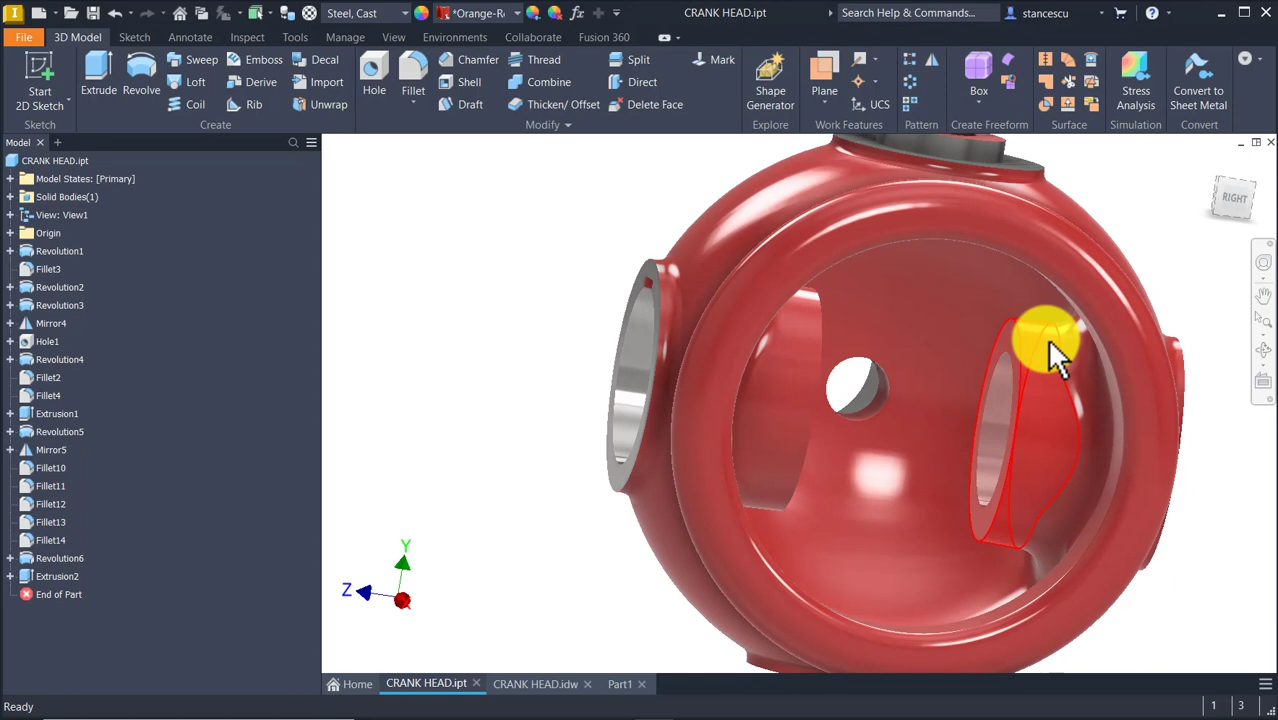 Steel, Cast
*Orange-Re
CRANK HEAD.ipt
Search Help & Commands...
stancescu
File
3D Model
Sketch
Annotate
Inspect
Tools
Manage
View
Environments
Collaborate
Fusion 360
Start
2D Sketch
Sketch
Extrude
Revolve
Sweep
Loft
Coil
Emboss
Derive
Rib
Decal
Import
Unwrap
Create
Hole
Fillet
Chamfer
Shell
Draft
Thread
Combine
Thicken/ Offset
Split
Direct
Delete Face
Modify
Mark
Shape
Generator
Explore
Plane
UCS
Work Features
Pattern
Box
Create Freeform
Surface
Stress
Analysis
Simulation
Convert to
Sheet Metal
Convert
Model
CRANK HEAD.ipt
Model States: [Primary]
Solid Bodies(1)
View: View1
Origin
Revolution1
Fillet3
Revolution2
Revolution3
Mirror4
Hole1
Revolution4
Fillet2
Fillet4
Extrusion1
Revolution5
Mirror5
Fillet10
Fillet11
Fillet12
Fillet13
Fillet14
Revolution6
Extrusion2
End of Part
RIGHT
Y
Z
X
Home
CRANK HEAD.ipt
CRANK HEAD.idw
Part1
Ready
1
3